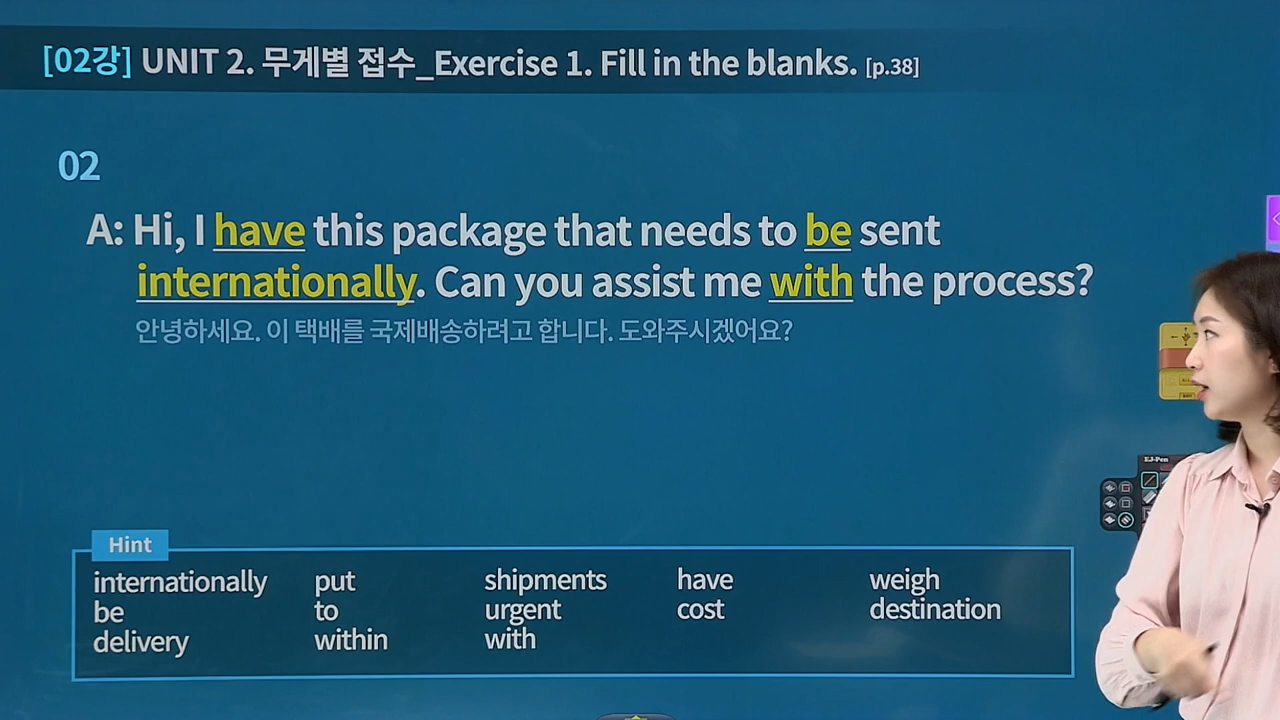 [02강] UNIT 2. 무게별 접수_Exercise 1. Fill in the blanks. [p.38]
02
A: Hi, I have this package that needs to be sent
internationally. Can you assist me with the process?
안녕하세요. 이 택배를 국제배송하려고 합니다. 도와주시겠어요?
EJ-Pen
Hint
internationally put shipments have weigh
be to urgent cost destination
delivery within with